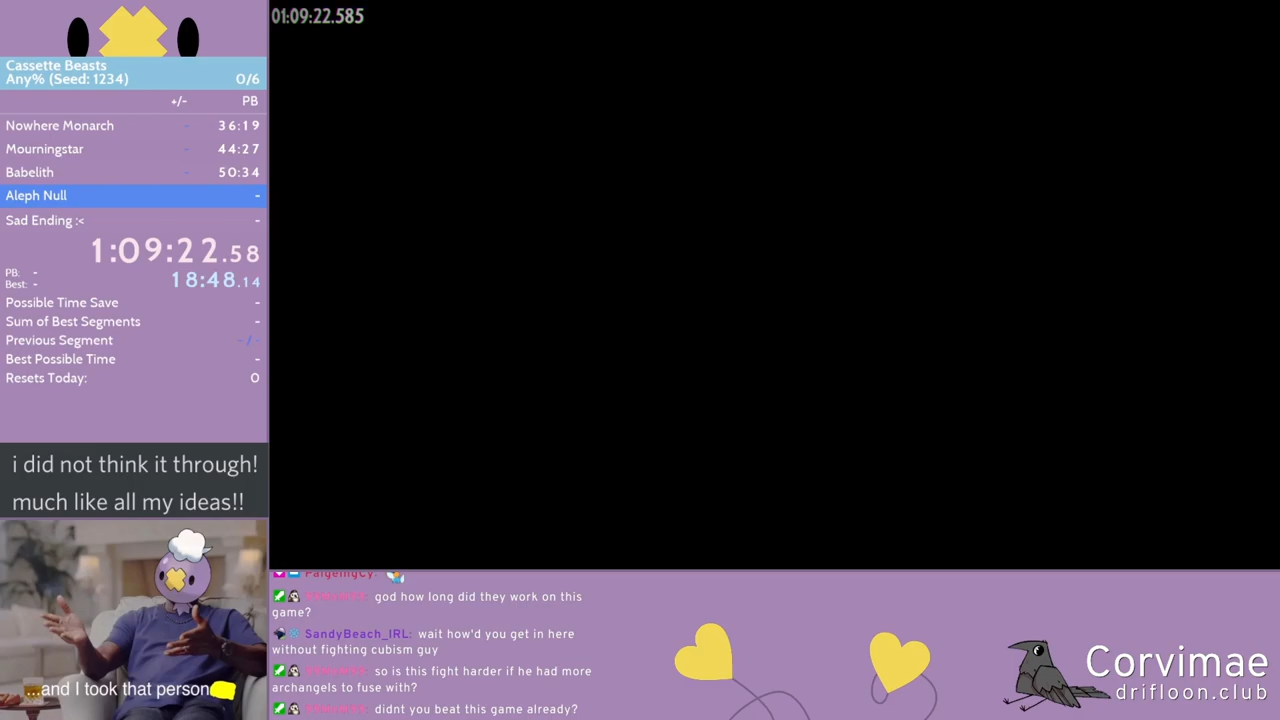 01:09:22.585
Cassette Beasts
Any% (Seed: 1234) 0/6
+/- PB
Nowhere Monarch - 36:19
Mourningstar - 44:27
Babelith - 50:34
Aleph Null -
Sad Ending :< -
1:09:22.58
PB: -
Best: - 18:48.14
Possible Time Save -
Sum of Best Segments -
Previous Segment - / -
Best Possible Time -
Resets Today: 0
i did not think it through!
much like all my ideas!!
...and I took that person
PaigeingCy:
god how long did they work on this
game?
SandyBeach_IRL: wait how'd you get in here
without fighting cubism guy
so is this fight harder if he had more
archangels to fuse with?
didnt you beat this game already?
Corvimae
drifloon.club